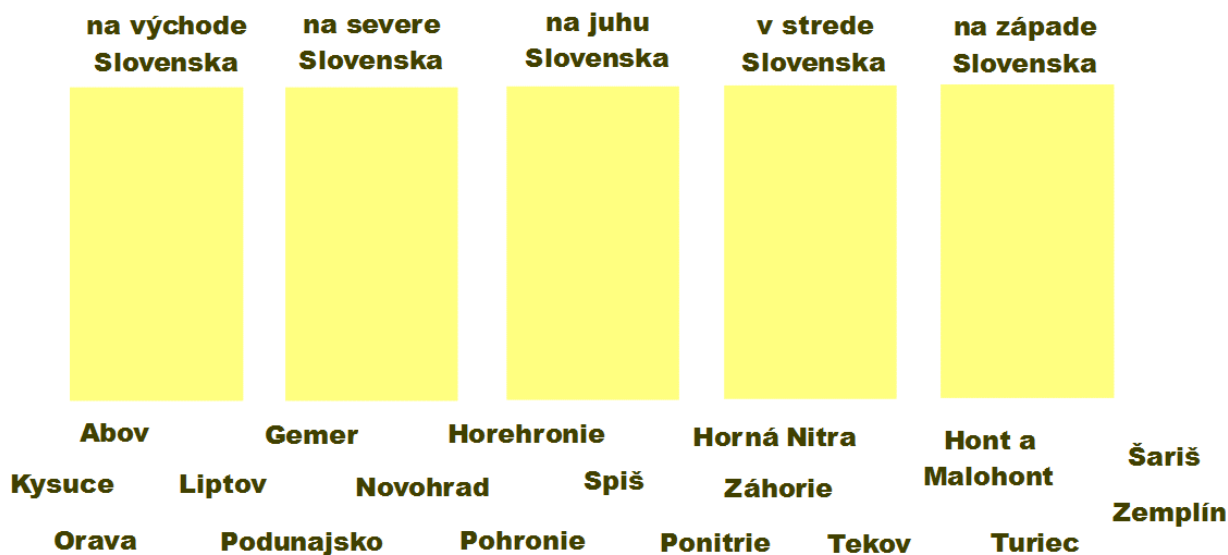 na východe
Slovenska
na severe
Slovenska
na juhu
Slovenska
v strede
Slovenska
na západe
Slovenska
Abov
Gemer
Horehronie
Horná Nitra
Hont a
Malohont
Šariš
Kysuce
Liptov
Novohrad
Spiš
Záhorie
Zemplín
Orava
Podunajsko
Pohronie
Ponitrie
Tekov
Turiec